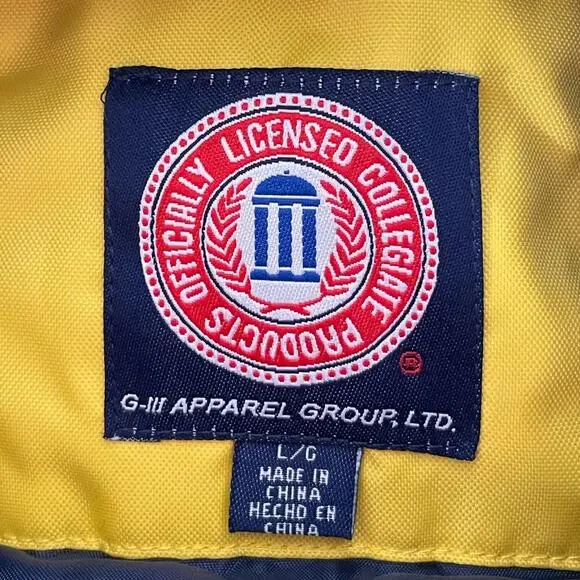 OFFICIALLY LICENSED COLLEGIATE PRODUCTS
®
G-III APPAREL GROUP, LTD.
L/G
MADE IN
CHINA
HECHO EN
CHINA